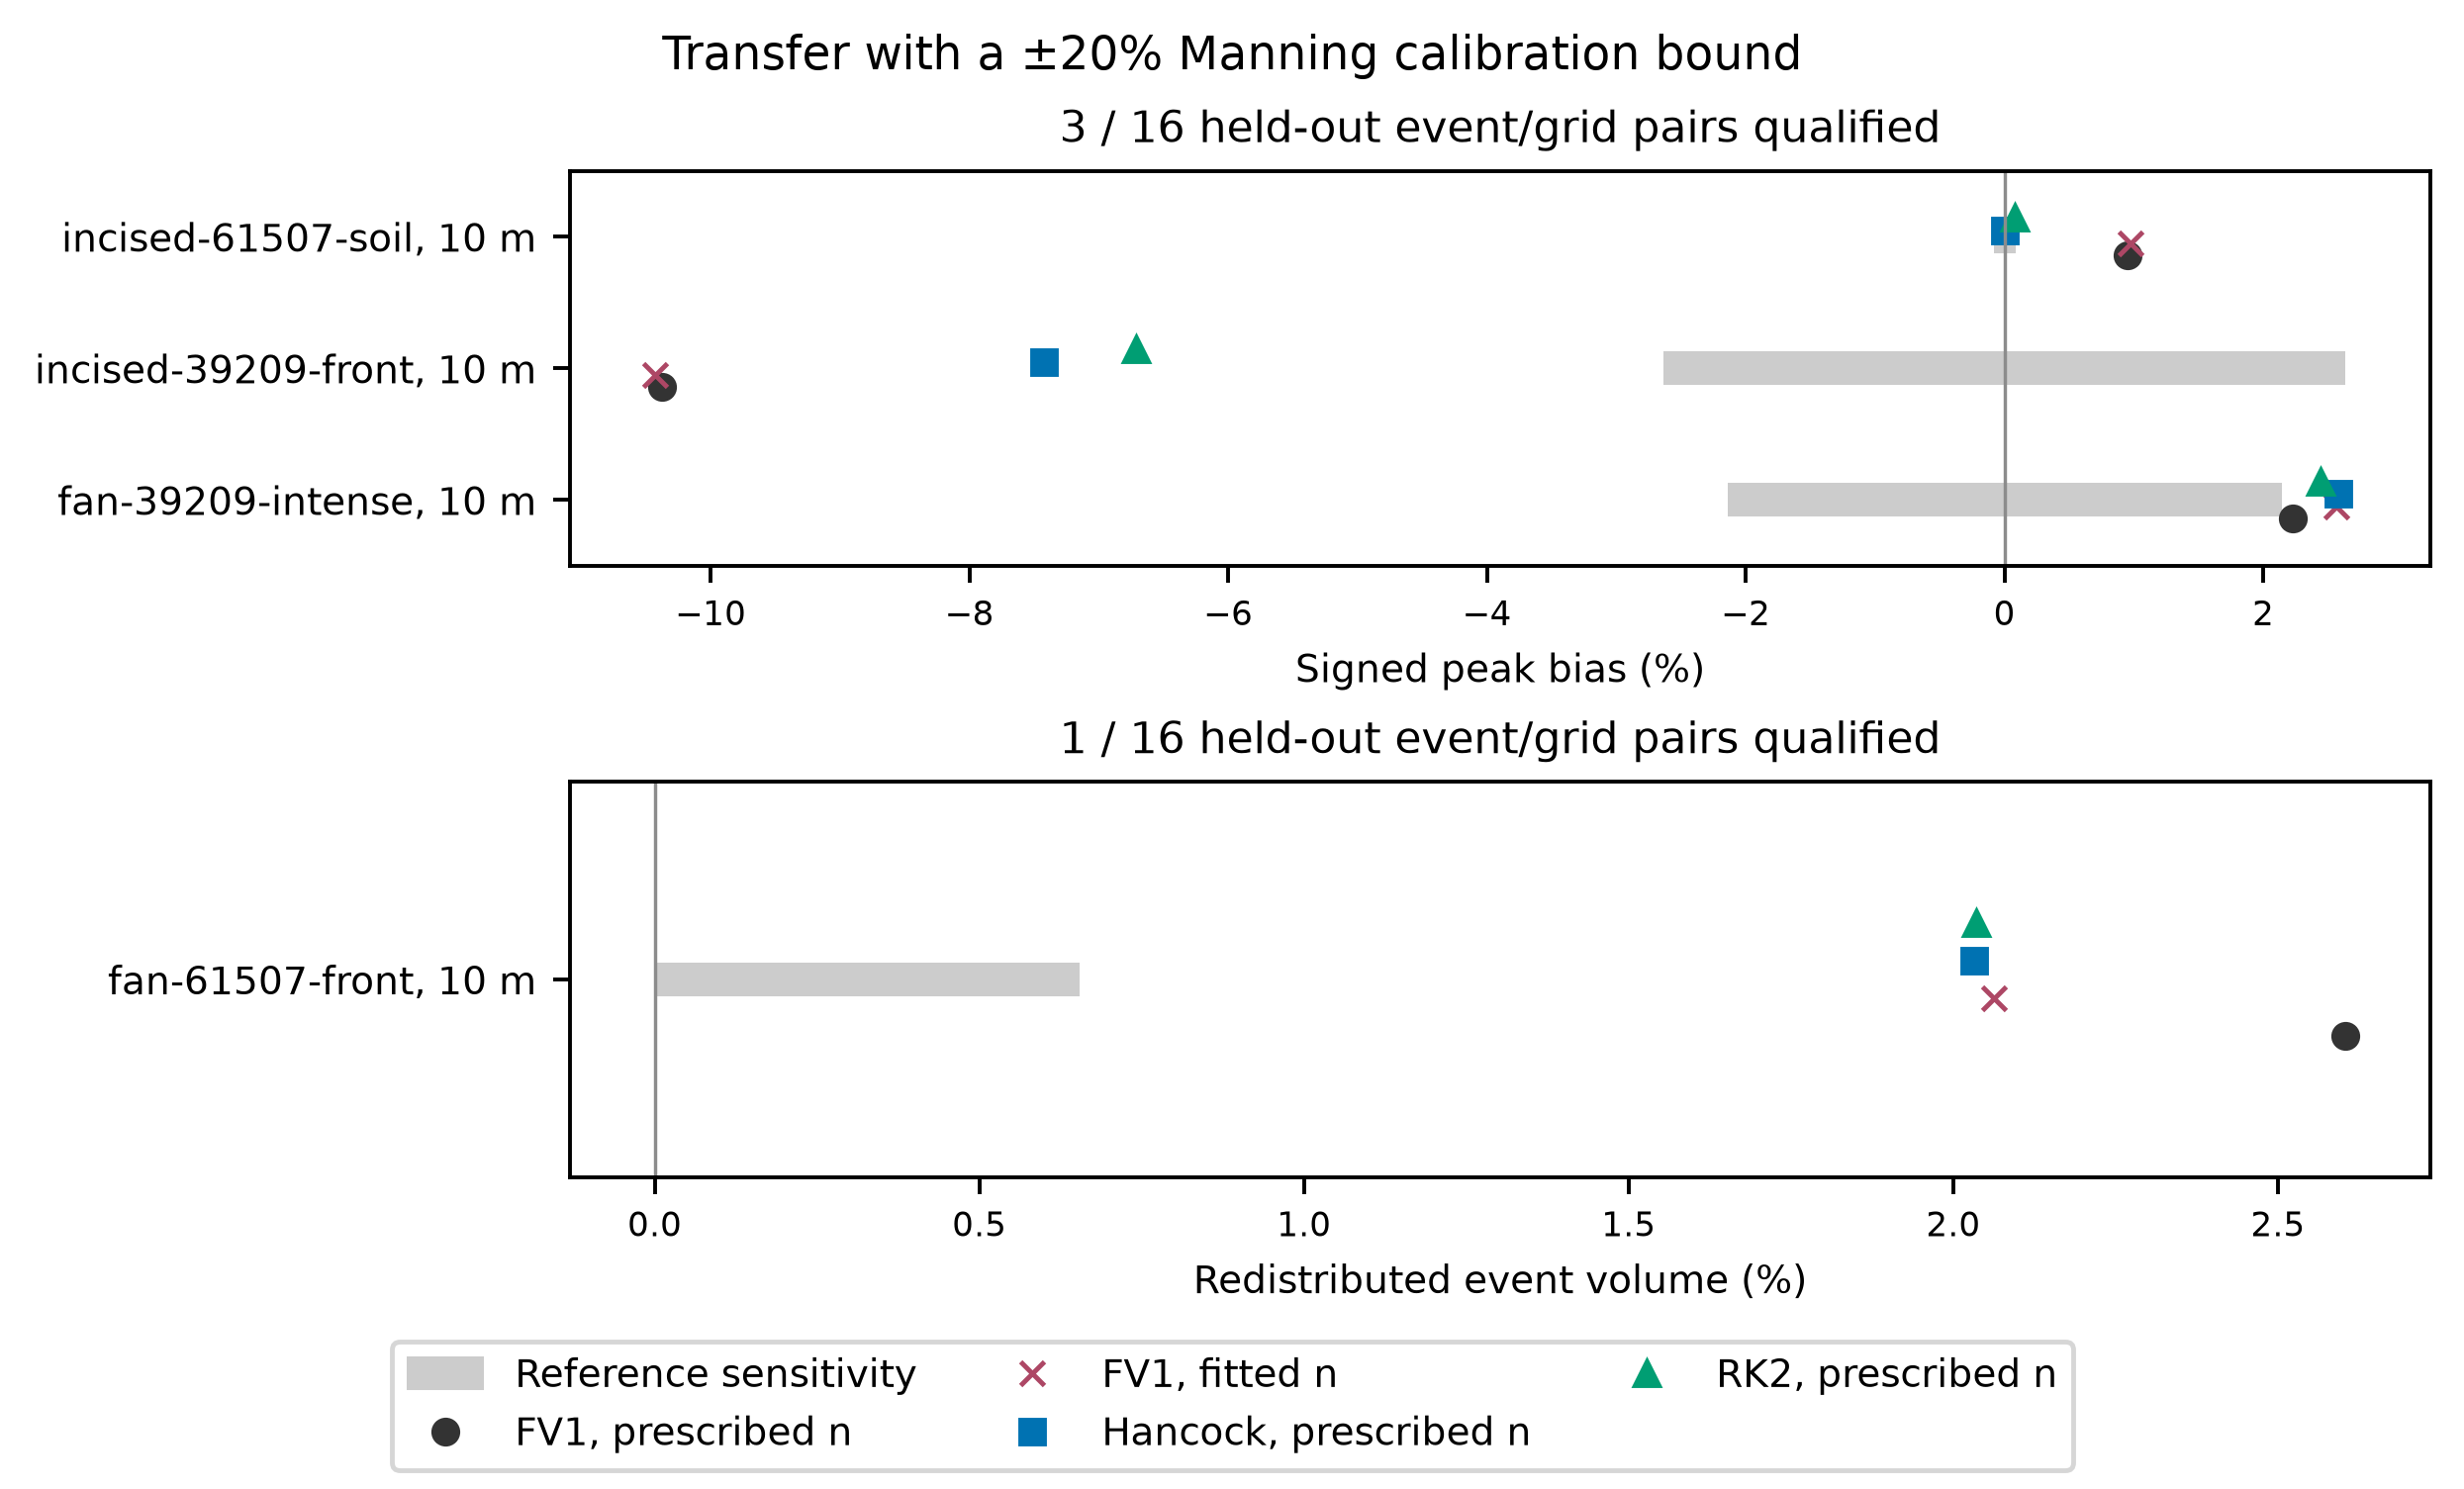 Transfer with a ±20% Manning calibration bound
3 / 16 held-out event/grid pairs qualified
incised-61507-soil, 10 m
incised-39209-front, 10 m
fan-39209-intense, 10 m
−10 −8 −6 −4 −2 0 2
Signed peak bias (%)
1 / 16 held-out event/grid pairs qualified
fan-61507-front, 10 m
0.0 0.5 1.0 1.5 2.0 2.5
Redistributed event volume (%)
Reference sensitivity FV1, fitted n RK2, prescribed n
FV1, prescribed n Hancock, prescribed n